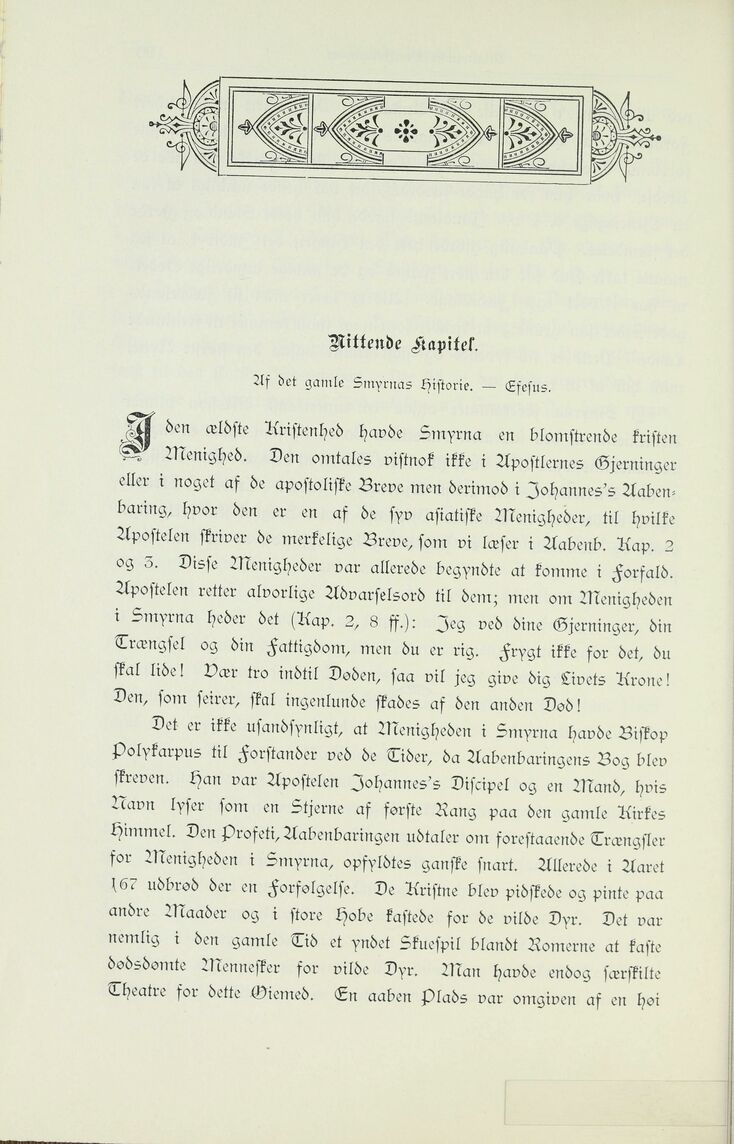 Nittende Kapitel.
Af det gamle Smyrnas Historie. — Efesus.
I den ældste Kristenhed havde Smyrna en blomstrende kristen
Menighed. Den omtales vistnok ikke i Apostlernes Gjerninger
eller i noget af de apostoliske Breve men derimod i Johannes's Aaben-
baring, hvor den er en af de syv asiatiske Menigheder, til hvilke
Apostelen skriver de merkelige Breve, som vi læser i Aabenb. Kap. 2
og 3. Disse Menigheder var allerede begyndte at komme i Forfald.
Apostelen retter alvorlige Advarselsord til dem; men om Menigheden
i Smyrna heder det (Kap. 2, 8 ff.): Jeg ved dine Gjerninger, din
Trængsel og din Fattigdom, men du er rig. Frygt ikke for det, du
skal lide! Vær tro indtil Døden, saa vil jeg give dig Livets Krone!
Den, som seirer, skal ingenlunde skades af den anden Død!
Det er ikke usandsynligt, at Menigheden i Smyrna havde Biskop
Polykarpus til Forstander ved de Tider, da Aabenbaringens Bog blev
skreven. Han var Apostelen Johannes's Discipel og en Mand, hvis
Navn lyser som en Stjerne af første Rang paa den gamle Kirkes
Himmel. Den Profeti, Aabenbaringen udtaler om forestaaende Trængsler
for Menigheden i Smyrna, opfyldtes ganske snart. Allerede i Aaret
167 udbrød der en Forfølgelse. De Kristne blev pidskede og pinte paa
andre Maader og i store Hobe kastede for de vilde Dyr. Det var
nemlig i den gamle Tid et yndet Skuespil blandt Romerne at kaste
dødsdømte Mennesker for vilde Dyr. Man havde endog særskilte
Theatre for dette Øiemed. En aaben Plads var omgiven af en høi